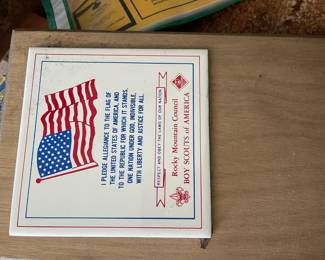 I PLEDGE ALLEGIANCE TO THE FLAG OF
THE UNITED STATES OF AMERICA, AND
TO THE REPUBLIC FOR WHICH IT STANDS,
ONE NATION UNDER GOD, INDIVISIBLE,
WITH LIBERTY AND JUSTICE FOR ALL.
RESPECT AND OBEY THE LAWS OF OUR NATION
Rocky Mountain Council
BOY SCOUTS of AMERICA